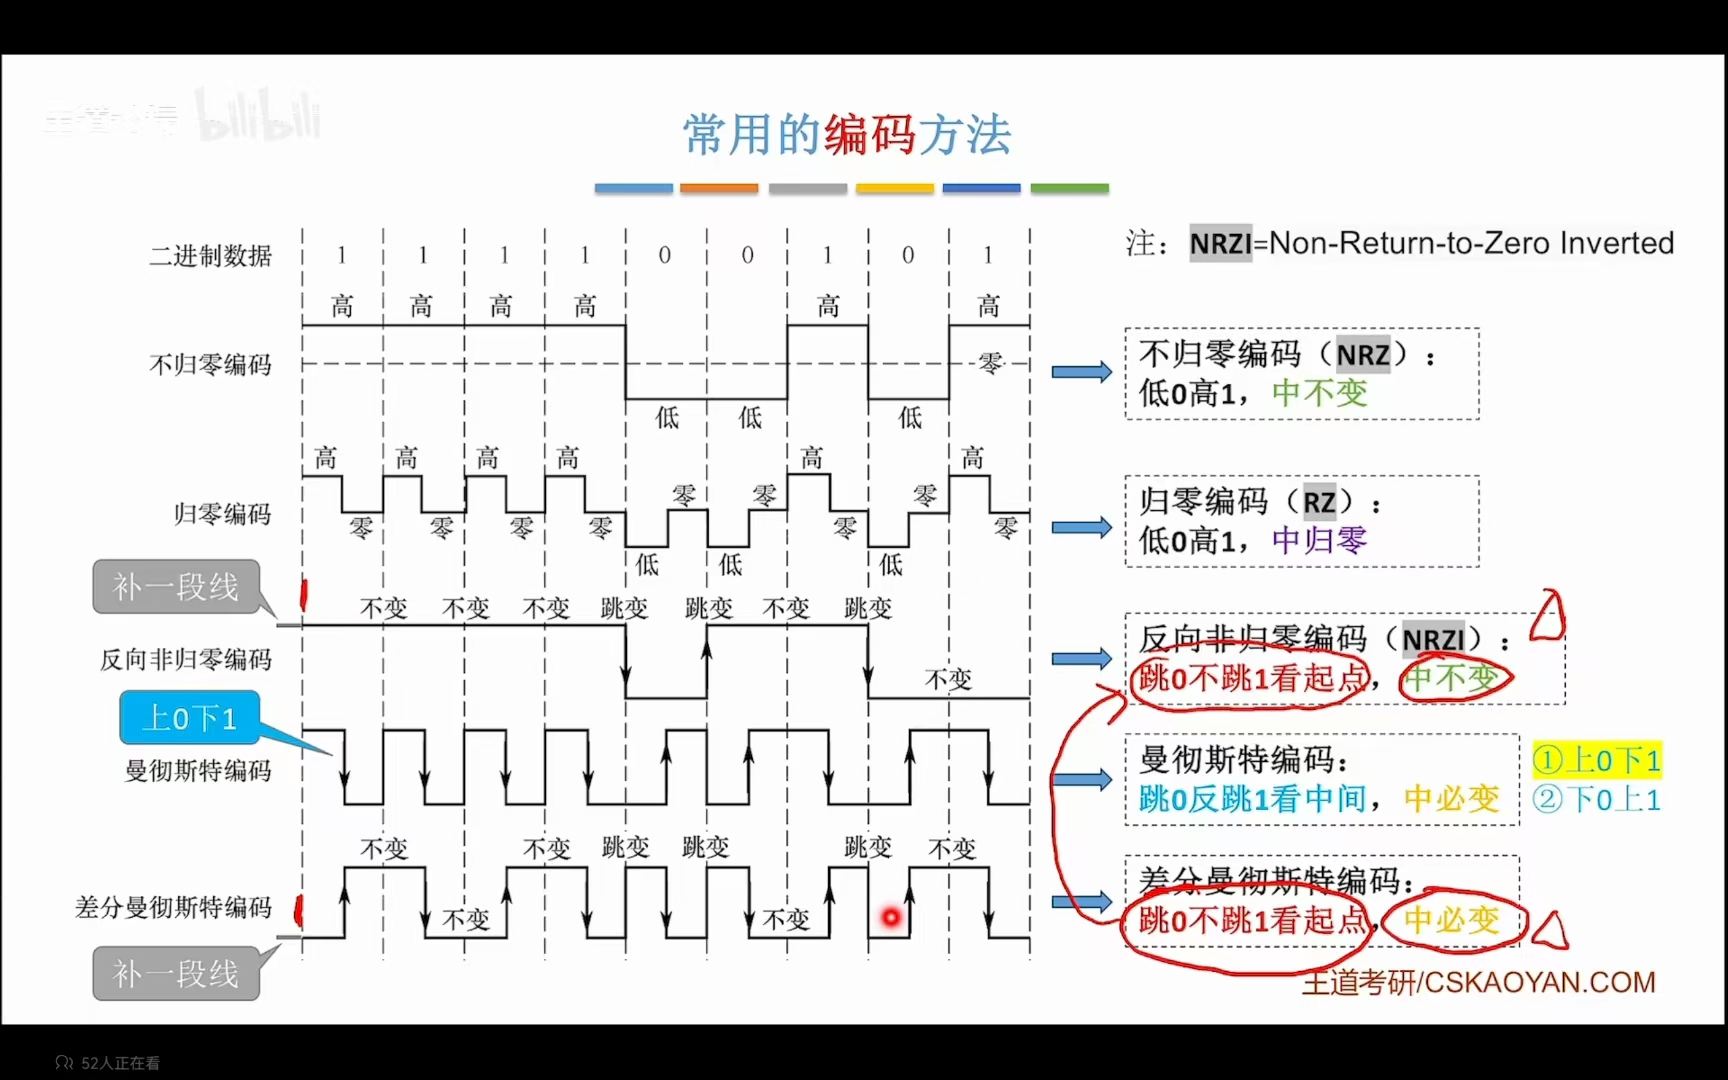 bilibili
常用的编码方法
二进制数据 1 1 1 1 0 0 1 0 1
注：NRZI=Non-Return-to-Zero Inverted
高 高 高 高 高 高
不归零编码 零
低 低 低
不归零编码（NRZ）：
低0高1，中不变
高 高 高 高 高 高
零 零 零
归零编码
零 零 零 零 零 零
低 低 低
归零编码（RZ）：
低0高1，中归零
补一段线
不变 不变 不变 跳变 跳变 不变 跳变
反向非归零编码
不变
反向非归零编码（NRZI）：
跳0不跳1看起点，中不变
上0下1
曼彻斯特编码
曼彻斯特编码：
跳0反跳1看中间，中必变
①上0下1
②下0上1
不变 不变 跳变 跳变 跳变 不变
差分曼彻斯特编码
不变 不变
差分曼彻斯特编码：
跳0不跳1看起点，中必变
补一段线
王道考研/CSKAOYAN.COM
52人正在看